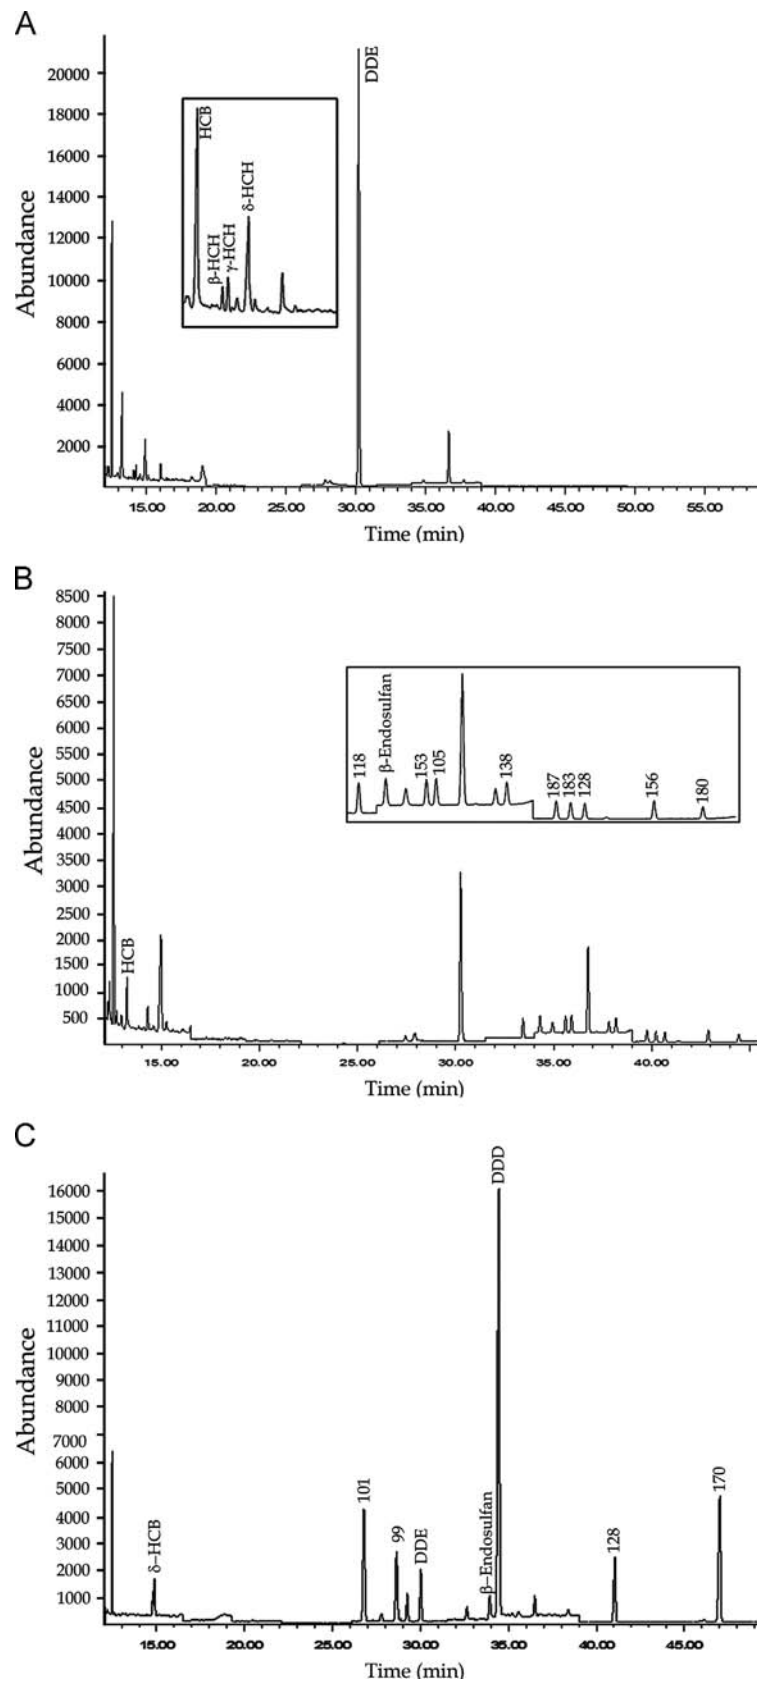 A
20000
18000
16000
14000
12000
10000
8000
6000
4000
2000
Abundance
HCB
β-HCH
γ-HCH
δ-HCH
DDE
15.00 20.00 25.00 30.00 35.00 40.00 45.00 50.00 55.00
Time (min)
B
8500
8000
7500
7000
6500
6000
5500
5000
4500
4000
3500
3000
2500
2000
1500
1000
500
Abundance
HCB
118
β-Endosulfan
153
105
138
187
183
128
156
180
15.00 20.00 25.00 30.00 35.00 40.00
Time (min)
C
16000
15000
14000
13000
12000
11000
10000
9000
8000
7000
6000
5000
4000
3000
2000
1000
Abundance
δ-HCB
101
99
DDE
β-Endosulfan
DDD
128
170
15.00 20.00 25.00 30.00 35.00 40.00 45.00
Time (min)